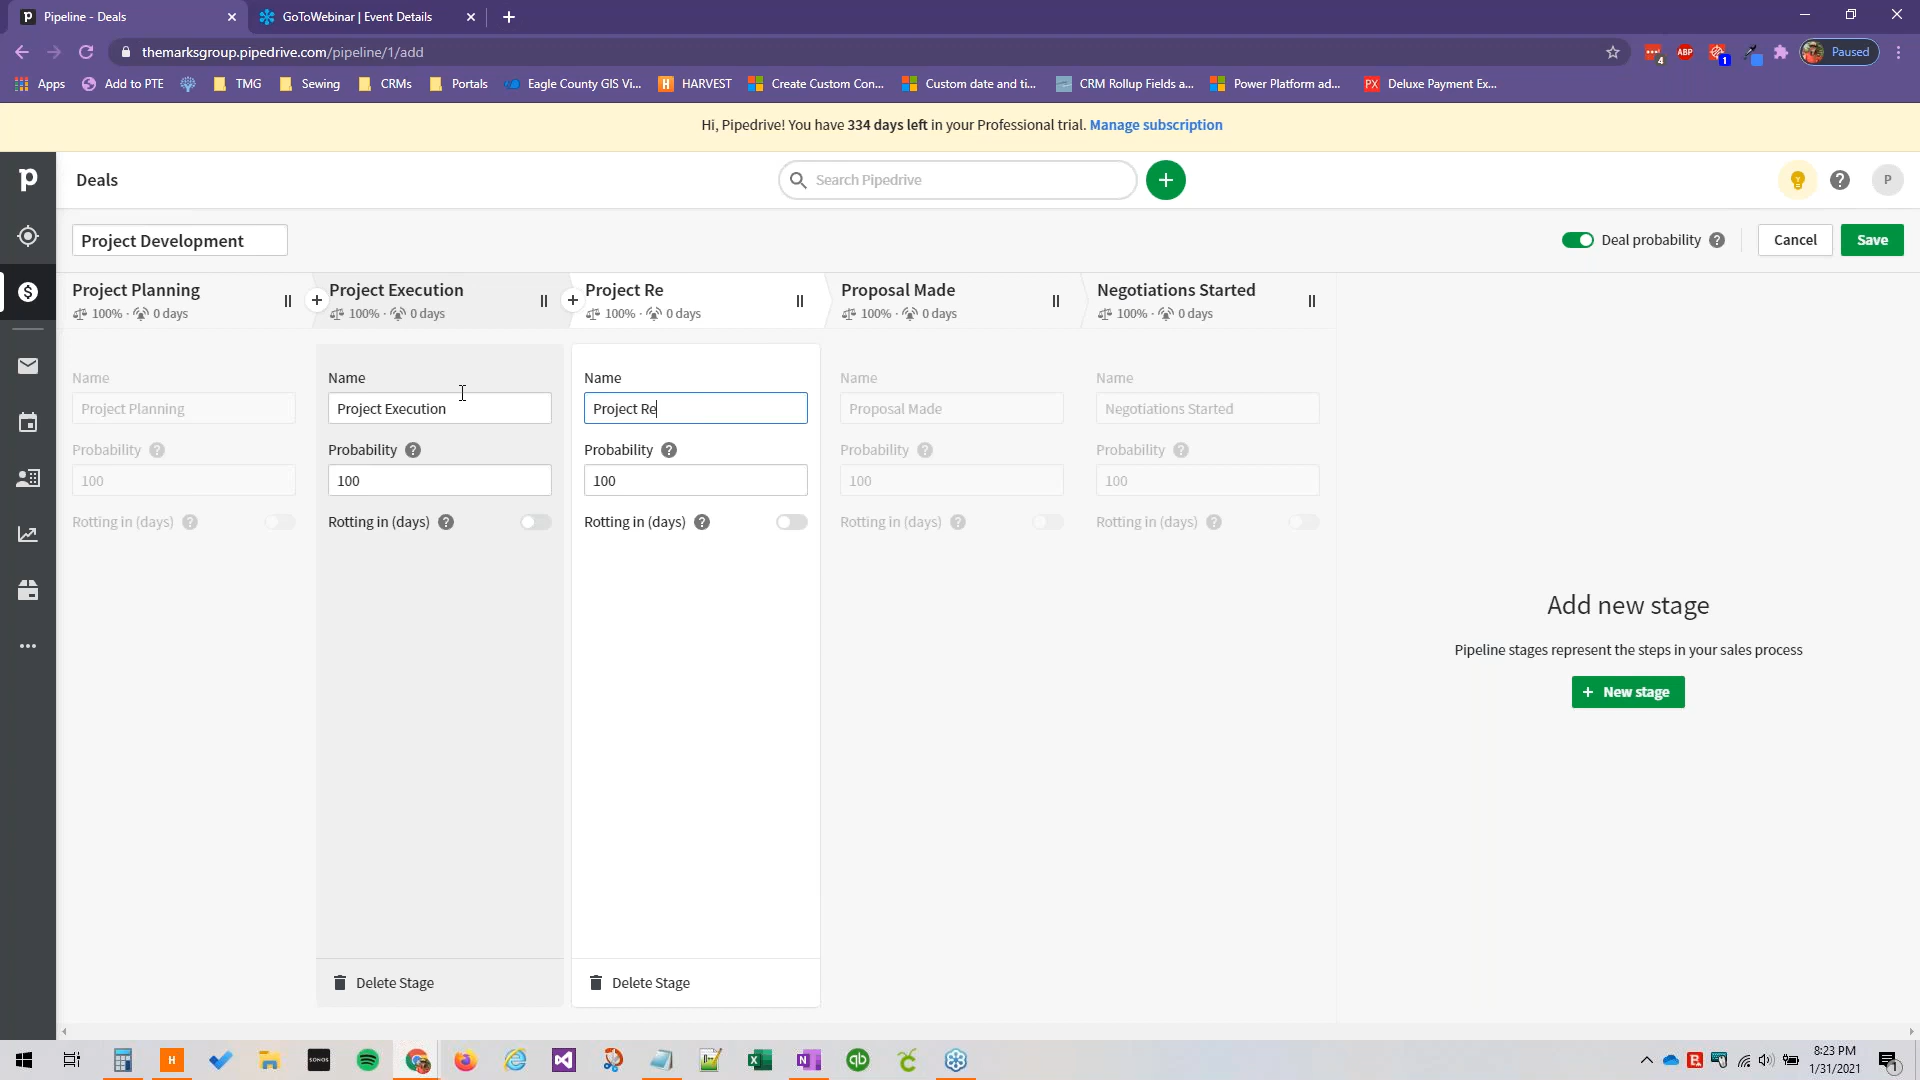 Pipeline - Deals
GoToWebinar | Event Details
themarksgroup.pipedrive.com/pipeline/1/add
4
ABP
1
Paused
Apps
Add to PTE
TMG
Sewing
CRMs
Portals
Eagle County GIS Vi...
H
HARVEST
Create Custom Con...
Custom date and ti...
CRM Rollup Fields a...
Power Platform ad...
PX
Deluxe Payment Ex...
Hi, Pipedrive! You have 334 days left in your Professional trial. Manage subscription
p
Deals
Search Pipedrive
P
Project Development
Deal probability
Cancel
Save
Project Planning
100% · 0 days
Project Execution
100% · 0 days
Project Re
100% · 0 days
Proposal Made
100% · 0 days
Negotiations Started
100% · 0 days
Name
Name
Name
Name
Name
Project Planning
Project Execution
Project Re
Proposal Made
Negotiations Started
Probability
Probability
Probability
Probability
Probability
100
100
100
100
100
Rotting in (days)
Rotting in (days)
Rotting in (days)
Rotting in (days)
Rotting in (days)
Add new stage
Pipeline stages represent the steps in your sales process
+ New stage
Delete Stage
Delete Stage
H
SONOS
qb
8:23 PM
1/31/2021
1